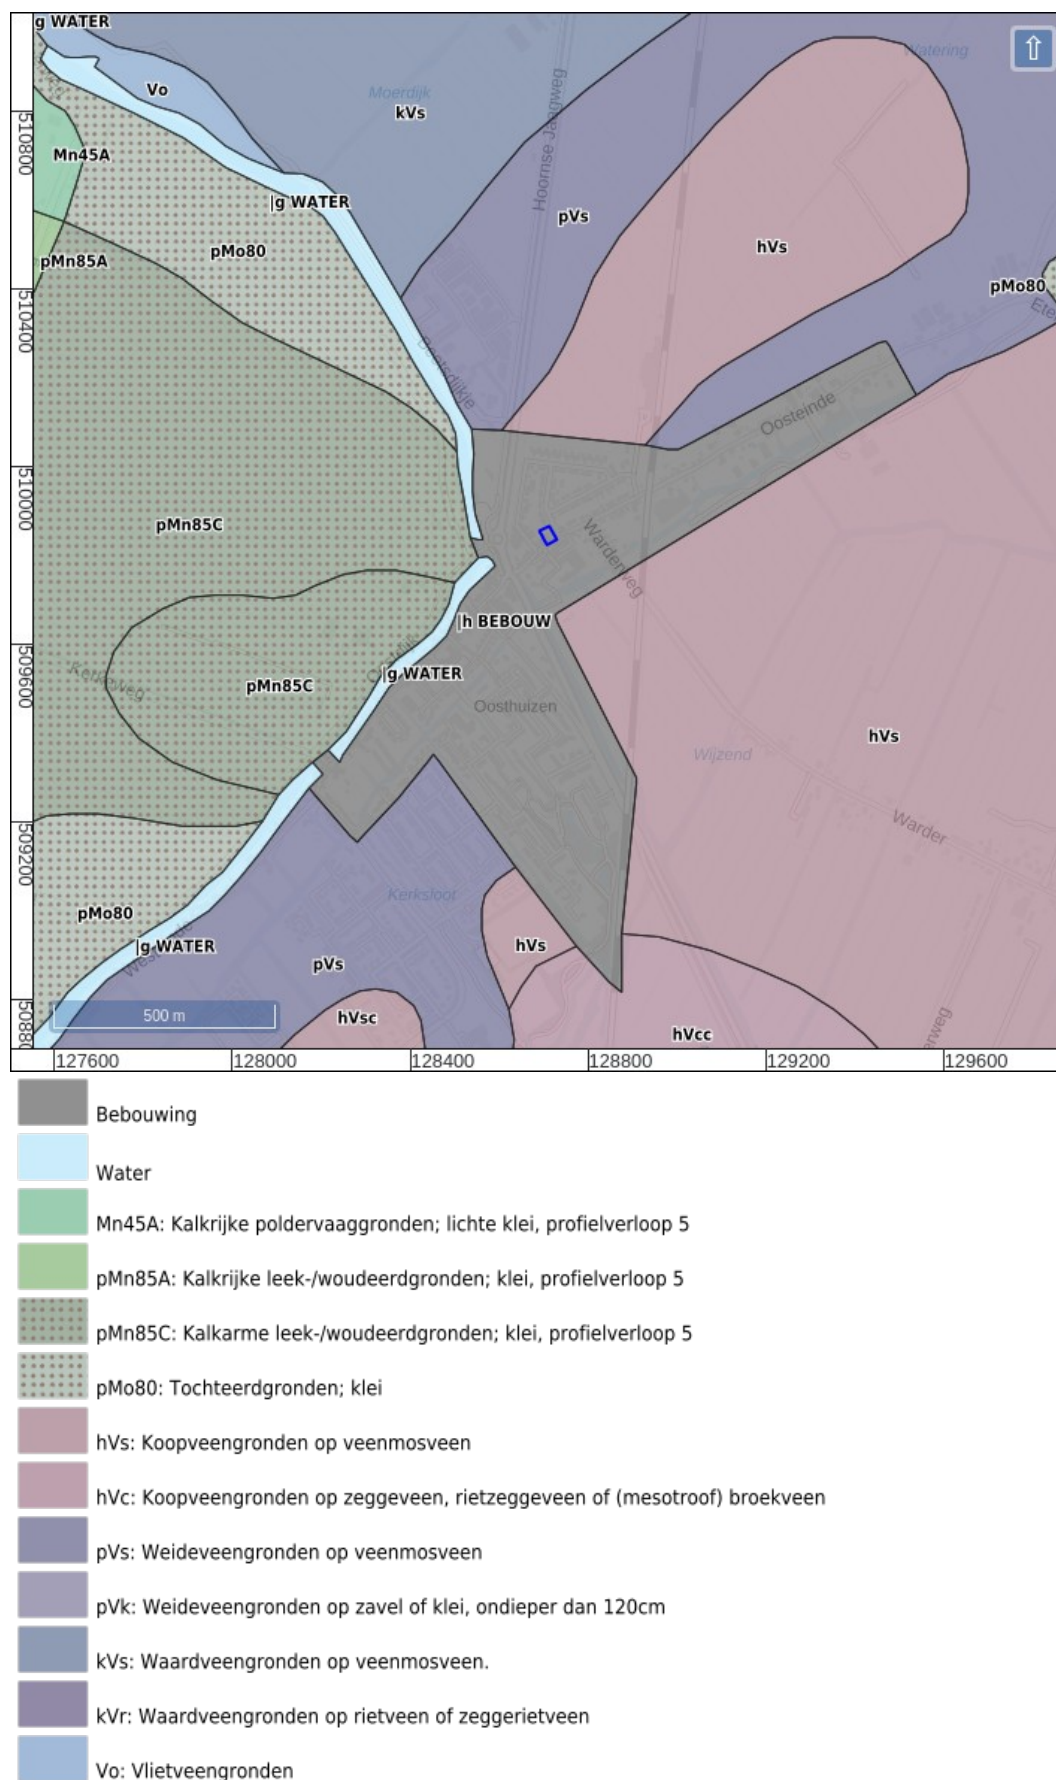 g WATER
Watering
Vo
Moerdijk
kVs
Hoornse Jaagweg
510800
Mn45A
|g WATER
pVs
pMo80
hVs
pMn85A
pMo80
510400
Beetsdijkje
Oosteinde
510000
pMn85C
Warderweg
|h BEBOUW
Oostdijk
Kerkeweg
|g WATER
pMn85C
509600
Oosthuizen
hVs
Wijzend
Warder
509200
Kerksloot
pMo80
|g WATER
hVs
pVs
500 m
hVsc
hVcc
erweg
127600
128000
128400
128800
129200
129600
Bebouwing
Water
Mn45A: Kalkrijke poldervaaggronden; lichte klei, profielverloop 5
pMn85A: Kalkrijke leek-/woudeerdgronden; klei, profielverloop 5
pMn85C: Kalkarme leek-/woudeerdgronden; klei, profielverloop 5
pMo80: Tochteerdgronden; klei
hVs: Koopveengronden op veenmosveen
hVc: Koopveengronden op zeggeveen, rietzeggeveen of (mesotroof) broekveen
pVs: Weideveengronden op veenmosveen
pVk: Weideveengronden op zavel of klei, ondieper dan 120cm
kVs: Waardveengronden op veenmosveen.
kVr: Waardveengronden op rietveen of zeggerietveen
Vo: Vlietveengronden